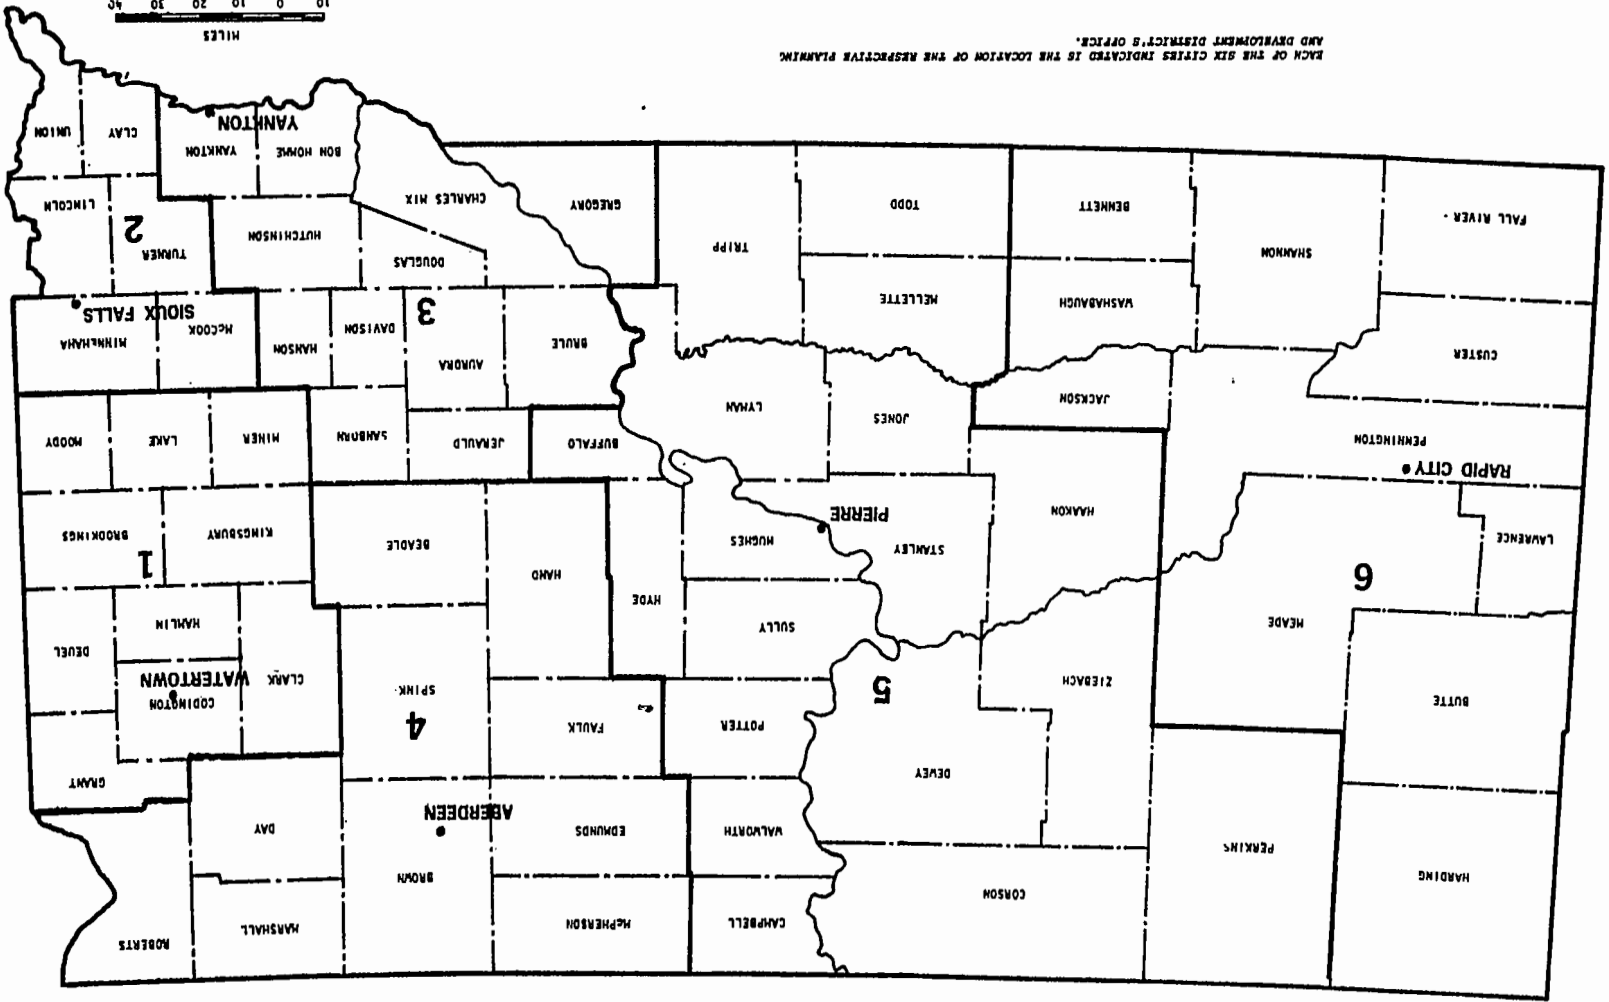 HARDING
PERKINS
CORSON
CAMPBELL
McPHERSON
MARSHALL
ROBERTS
BROWN
WALWORTH
EDMUNDS
ABERDEEN
DAY
DEWEY
GRANT
BUTTE
ZIEBACH
POTTER
FAULK
4
SPINK
CODINGTON
WATERTOWN
CLARK
5
MEADE
SULLY
HYDE
HAMLIN
DEUEL
6
LAWRENCE
STANLEY
HUGHES
HAND
BEADLE
1
KINGSBURY
BROOKINGS
HAAKON
PIERRE
RAPID CITY
PENNINGTON
JACKSON
JONES
LYMAN
BUFFALO
JERAULD
SANBORN
MINER
LAKE
MOODY
CUSTER
WASHABAUGH
MELLETTE
BRULE
AURORA
DAVISON
HANSON
McCOOK
MINNEHAHA
3
SIOUX FALLS
FALL RIVER
SHANNON
BENNETT
TODD
TRIPP
GREGORY
CHARLES MIX
DOUGLAS
HUTCHINSON
TURNER
2
LINCOLN
BON HOMME
YANKTON
YANKTON
CLAY
UNION
EACH OF THE SIX CITIES INDICATED IS THE LOCATION OF THE RESPECTIVE PLANNING
AND DEVELOPMENT DISTRICT'S OFFICE.
MILES
10 0 10 20 30 40